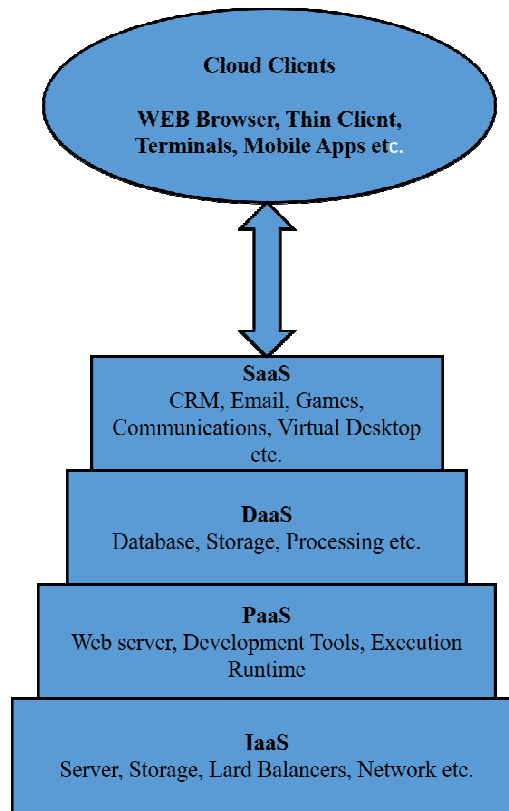 Cloud Clients
WEB Browser, Thin Client,
Terminals, Mobile Apps etc.
SaaS
CRM, Email, Games,
Communications, Virtual Desktop
etc.
DaaS
Database, Storage, Processing etc.
PaaS
Web server, Development Tools, Execution
Runtime
IaaS
Server, Storage, Lard Balancers, Network etc.